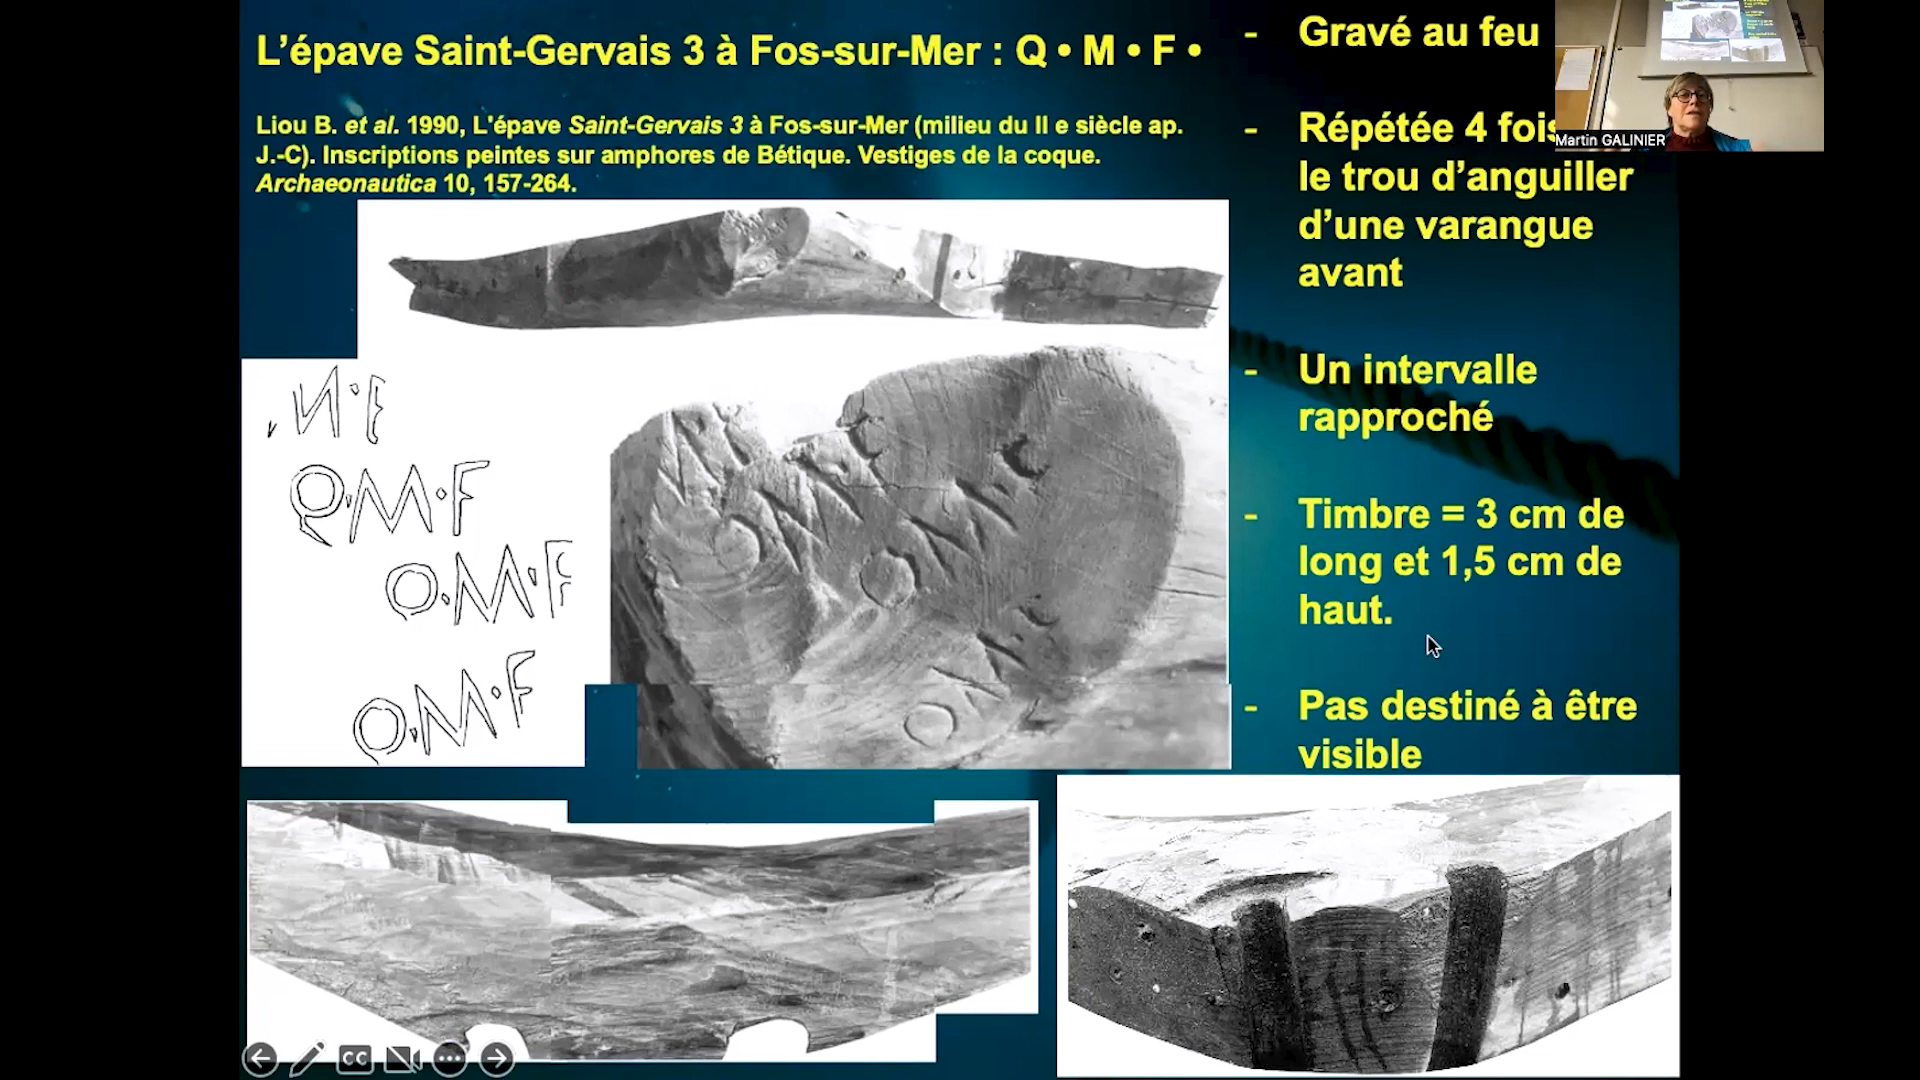 L'épave Saint-Gervais 3 à Fos-sur-Mer : Q • M • F •
Liou B. et al. 1990, L'épave Saint-Gervais 3 à Fos-sur-Mer (milieu du II e siècle ap.
J.-C). Inscriptions peintes sur amphores de Bétique. Vestiges de la coque.
Archaeonautica 10, 157-264.
- Gravé au feu
- Répétée 4 fois
le trou d'anguiller
d'une varangue
avant
- Un intervalle
rapproché
- Timbre = 3 cm de
long et 1,5 cm de
haut.
- Pas destiné à être
visible
Martin GALINIER
Q·M·F
O·M·F
O·M·F
CC